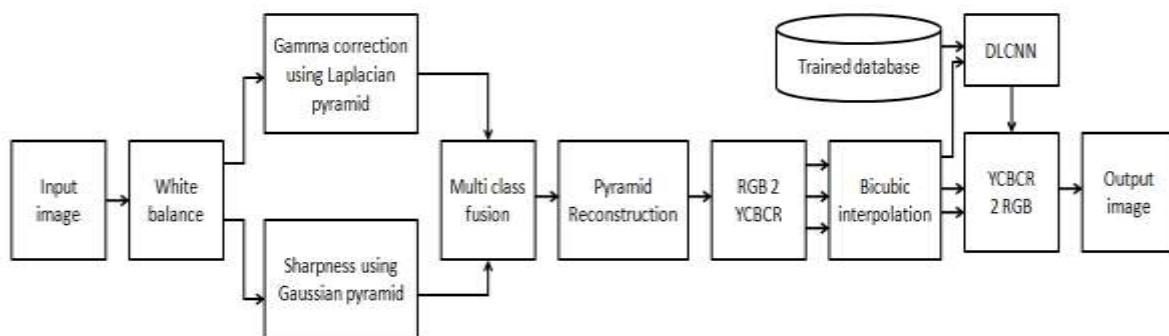 Input
image
White
balance
Gamma correction
using Laplacian
pyramid
Sharpness using
Gaussian pyramid
Multi class
fusion
Pyramid
Reconstruction
RGB 2
YCBCR
Bicubic
interpolation
Trained database
DLCNN
YCBCR
2 RGB
Output
image